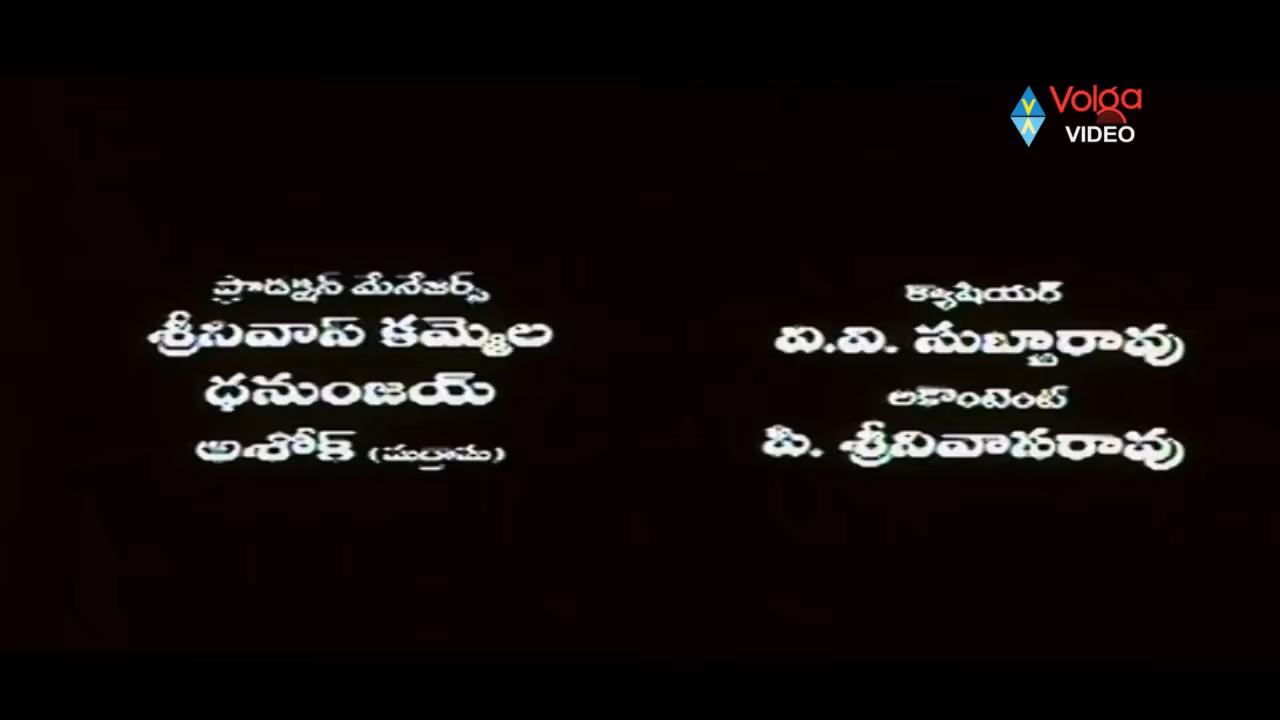 Volga
VIDEO
ప్రొడక్షన్ మేనేజర్స్
శ్రీనివాస్ కమ్మెల
ధనుంజయ్
అశోక్
క్యాషియర్
వి.వి. సుబ్బారావు
అకౌంటెంట్
పి. శ్రీనివాసరావు